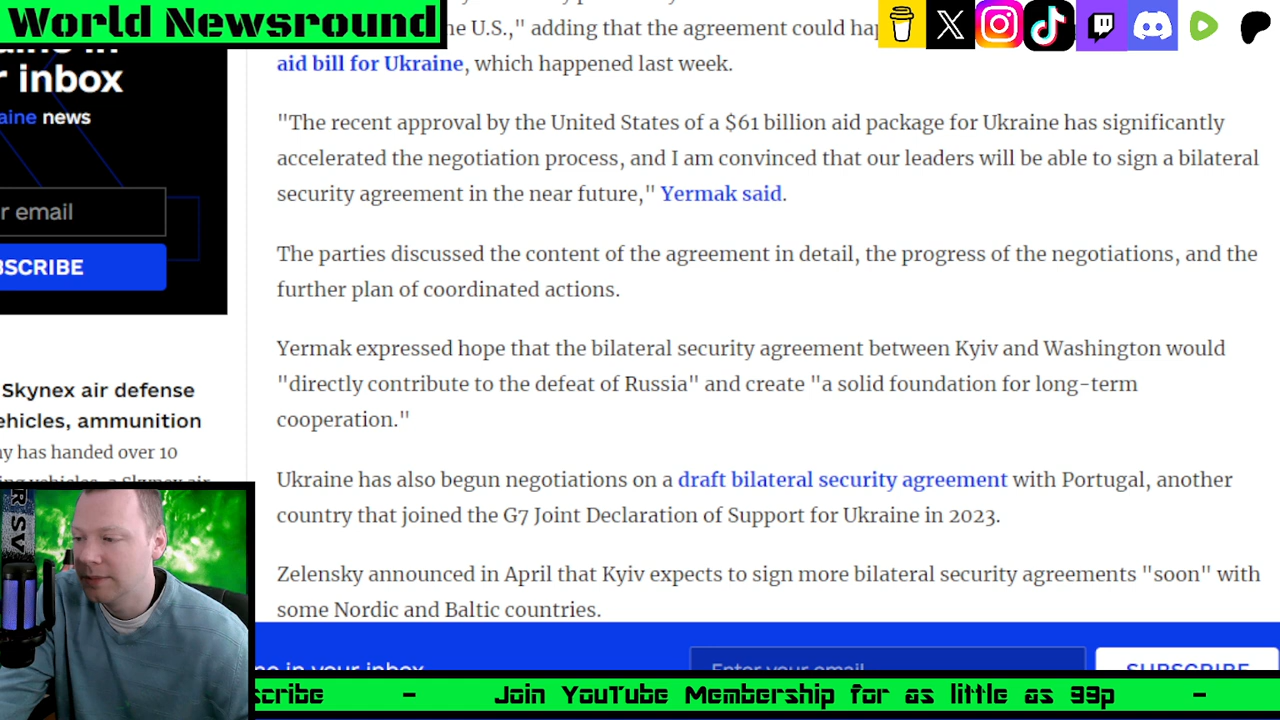 World Newsround
he U.S.," adding that the agreement could hap
aid bill for Ukraine, which happened last week.
r inbox
aine news
"The recent approval by the United States of a $61 billion aid package for Ukraine has significantly
accelerated the negotiation process, and I am convinced that our leaders will be able to sign a bilateral
security agreement in the near future," Yermak said.
r email
BSCRIBE
The parties discussed the content of the agreement in detail, the progress of the negotiations, and the
further plan of coordinated actions.
Yermak expressed hope that the bilateral security agreement between Kyiv and Washington would
"directly contribute to the defeat of Russia" and create "a solid foundation for long-term
cooperation."
Skynex air defense
ehicles, ammunition
ny has handed over 10
Ukraine has also begun negotiations on a draft bilateral security agreement with Portugal, another
country that joined the G7 Joint Declaration of Support for Ukraine in 2023.
Zelensky announced in April that Kyiv expects to sign more bilateral security agreements "soon" with
some Nordic and Baltic countries.
ne in your inbox
Enter your email
SUBSCRIBE
scribe - Join YouTube Membership for as little as 99p -